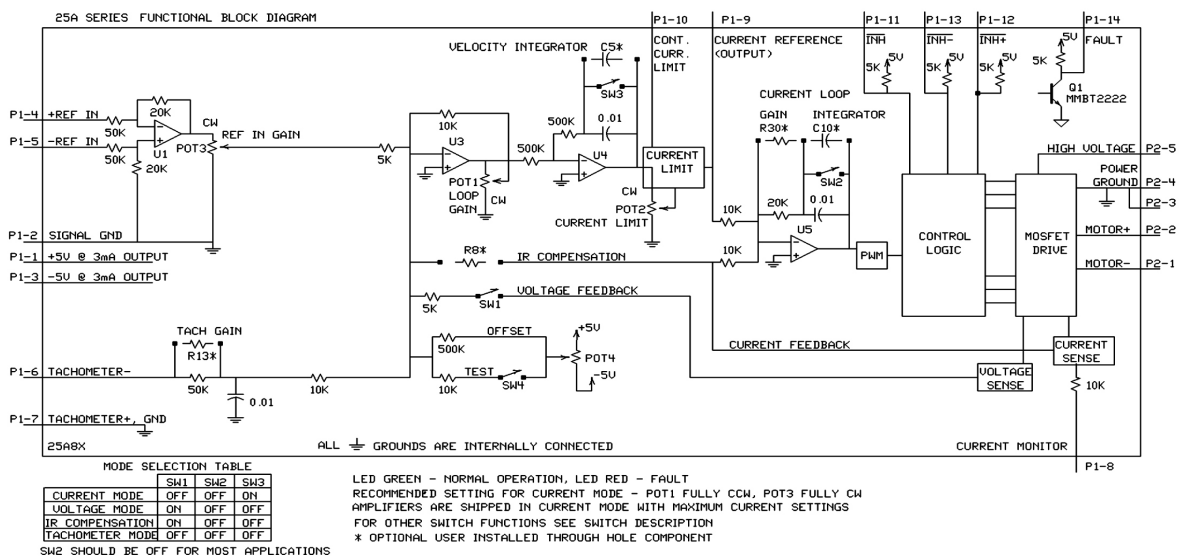 25A SERIES FUNCTIONAL BLOCK DIAGRAM
P1-10 P1-9 P1-11 P1-13 P1-12 P1-14
CONT. CURR. LIMIT
CURRENT REFERENCE (OUTPUT)
INH INH- INH+ FAULT
5V 5V 5V 5V
5K 5K 5K 5K
Q1
MMBT2222
VELOCITY INTEGRATOR C5*
SW3
500K 0.01
CURRENT LOOP
GAIN INTEGRATOR
R30* C10*
SW2
20K 0.01
P1-4 +REF IN
50K 20K CW
P1-5 -REF IN
50K U1 POT3 REF IN GAIN
20K
5K
10K
U3
POT1
LOOP
GAIN
CW
500K
U4
CW
CURRENT LIMIT
POT2
CURRENT LIMIT
10K
10K
U5
PWM
CONTROL LOGIC
MOSFET DRIVE
HIGH VOLTAGE P2-5
POWER GROUND P2-4
P2-3
MOTOR+ P2-2
MOTOR- P2-1
P1-2 SIGNAL GND
P1-1 +5V @ 3mA OUTPUT
P1-3 -5V @ 3mA OUTPUT
R8* IR COMPENSATION
5K SW1 VOLTAGE FEEDBACK
OFFSET
500K
TEST
10K SW4
+5V
POT4
-5V
CURRENT FEEDBACK
CURRENT SENSE
VOLTAGE SENSE
10K
TACH GAIN
R13*
P1-6 TACHOMETER-
50K 10K
0.01
P1-7 TACHOMETER+, GND
25A8X
ALL GROUNDS ARE INTERNALLY CONNECTED
CURRENT MONITOR
P1-8
MODE SELECTION TABLE
SW1 SW2 SW3
CURRENT MODE OFF OFF ON
VOLTAGE MODE ON OFF OFF
IR COMPENSATION ON OFF OFF
TACHOMETER MODE OFF OFF OFF
SW2 SHOULD BE OFF FOR MOST APPLICATIONS
LED GREEN - NORMAL OPERATION, LED RED - FAULT
RECOMMENDED SETTING FOR CURRENT MODE - POT1 FULLY CCW, POT3 FULLY CW
AMPLIFIERS ARE SHIPPED IN CURRENT MODE WITH MAXIMUM CURRENT SETTINGS
FOR OTHER SWITCH FUNCTIONS SEE SWITCH DESCRIPTION
* OPTIONAL USER INSTALLED THROUGH HOLE COMPONENT